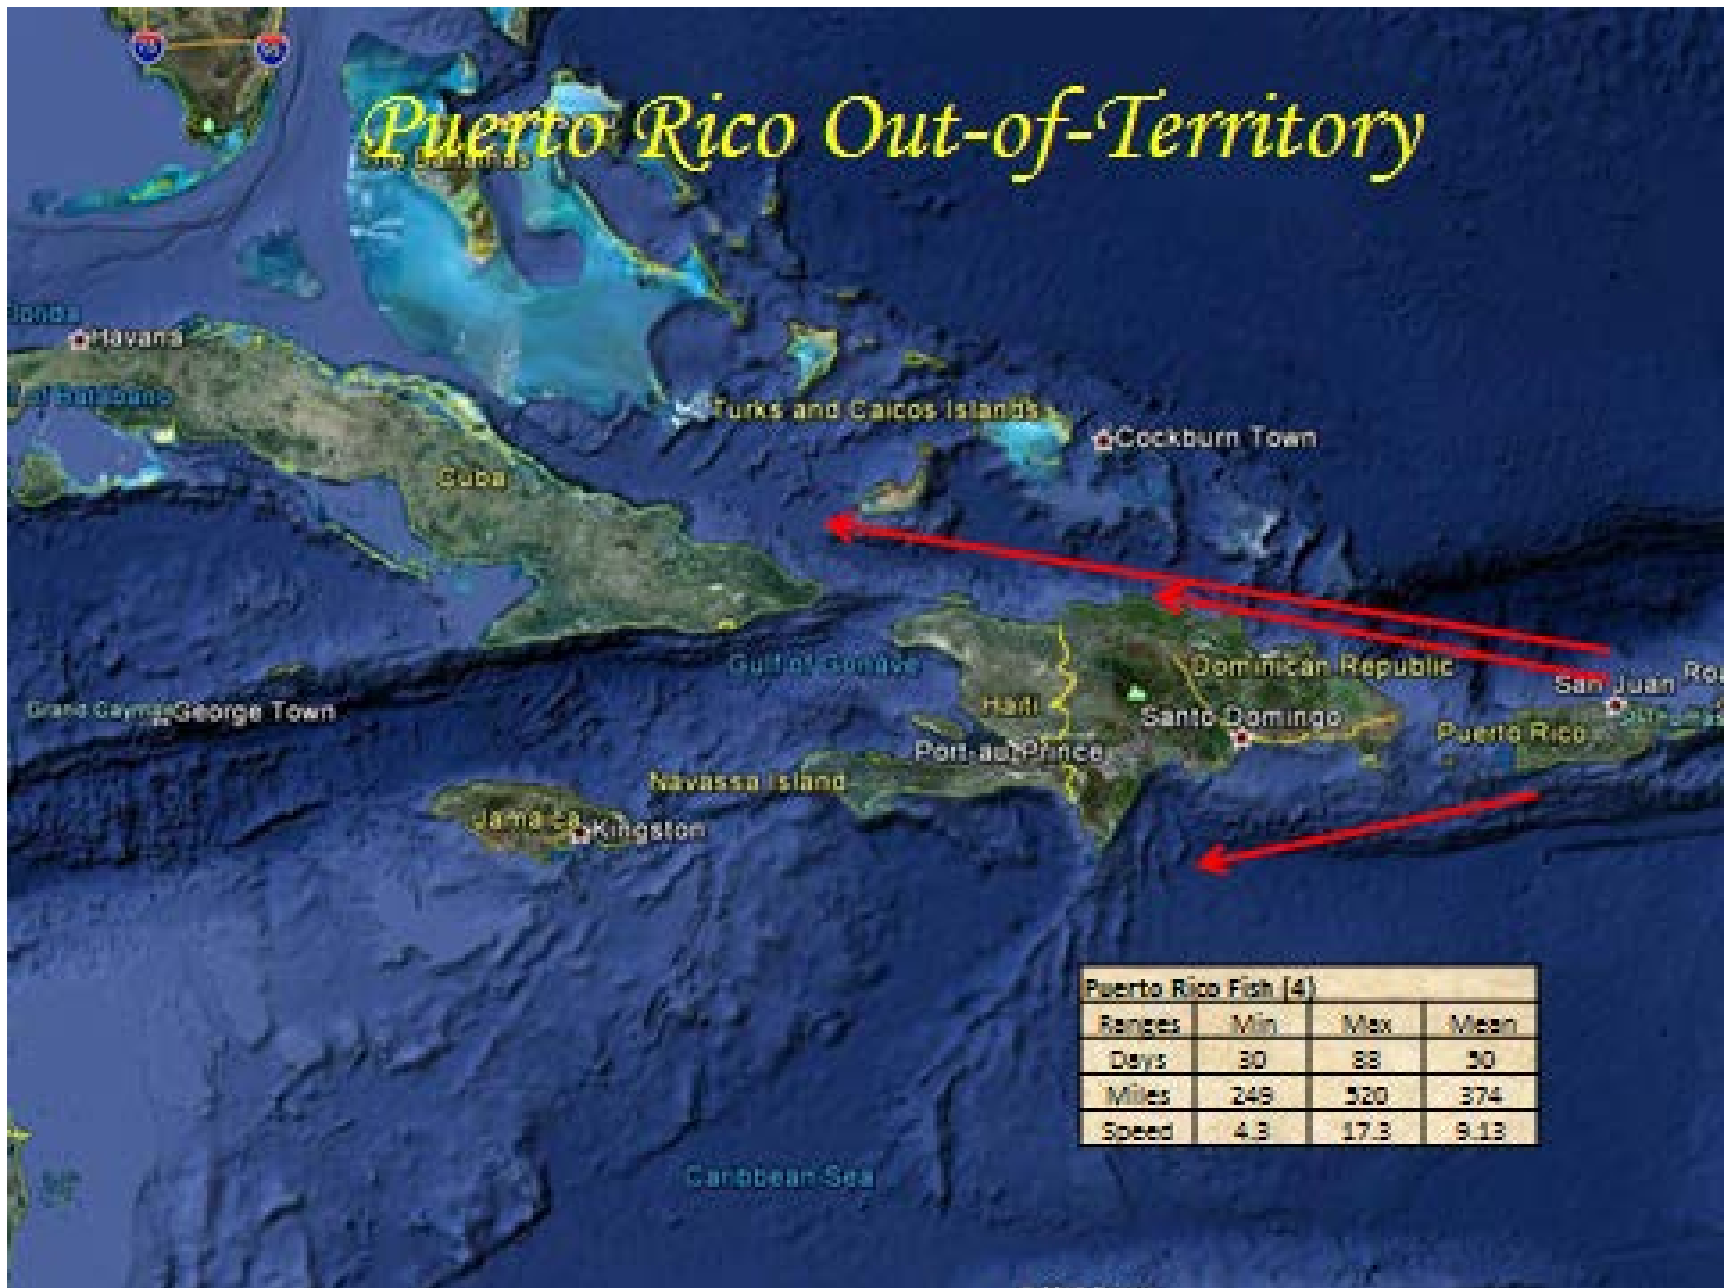 Puerto Rico Out-of-Territory
Havana
Turks and Caicos Islands
Cockburn Town
Cuba
Gulf of Gonave
Dominican Republic
San Juan
Haiti
George Town
Santo Domingo
Puerto Rico
Port-au-Prince
Navassa Island
Jamaica
Kingston
Puerto Rico Fish (4)
Ranges Min Max Mean
Days 30 88 50
Miles 249 520 374
Speed 4.3 17.3 9.13
Caribbean Sea